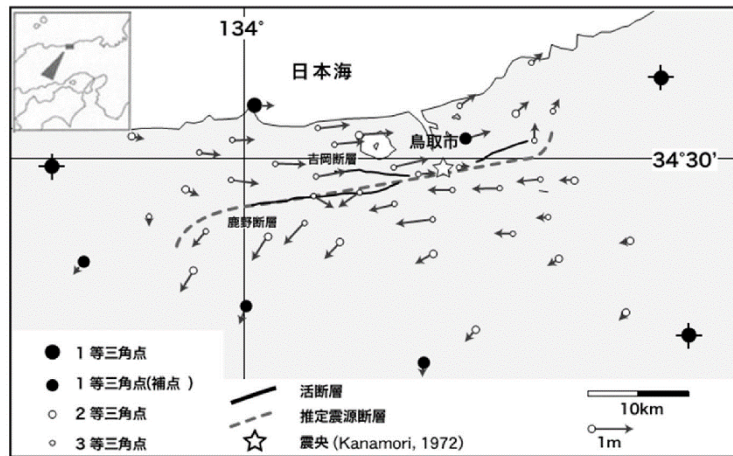 134°
日本海
鳥取市
吉岡断層
34°30'
鹿野断層
1 等三角点
1 等三角点(補点 )
2 等三角点
3 等三角点
活断層
推定震源断層
震央 (Kanamori, 1972)
10km
1m